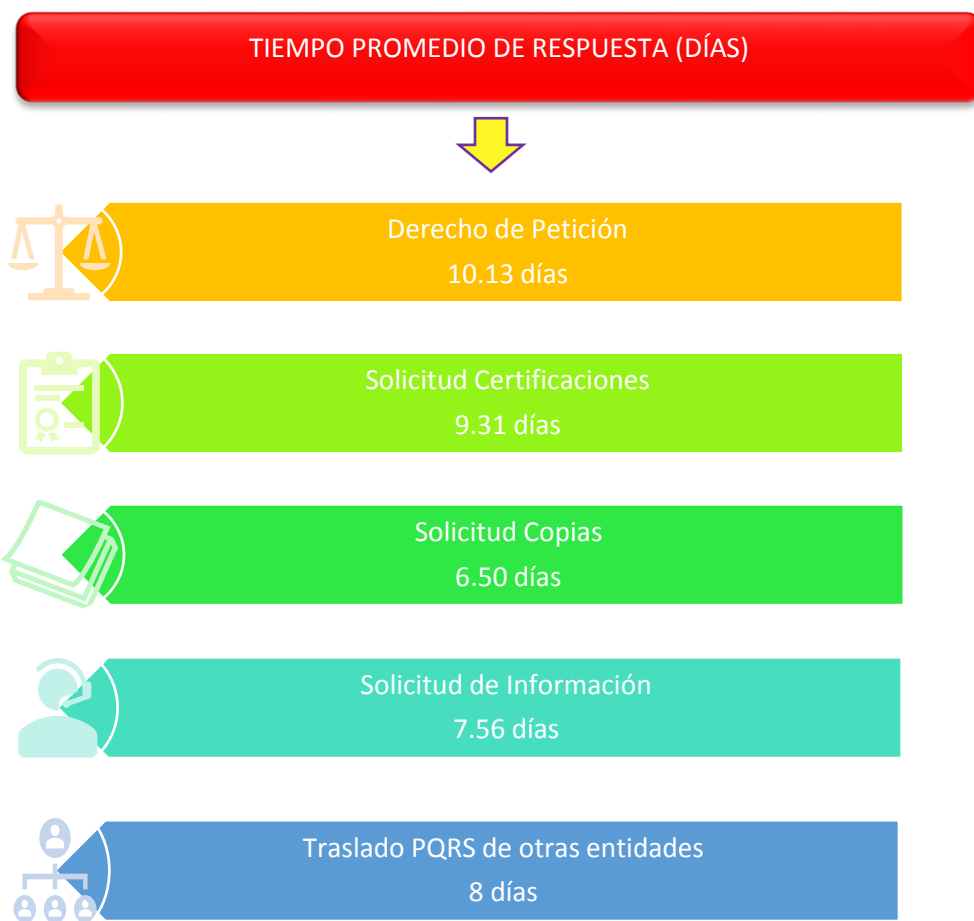 TIEMPO PROMEDIO DE RESPUESTA (DÍAS)
Derecho de Petición
10.13 días
Solicitud Certificaciones
9.31 días
Solicitud Copias
6.50 días
Solicitud de Información
7.56 días
Traslado PQRS de otras entidades
8 días